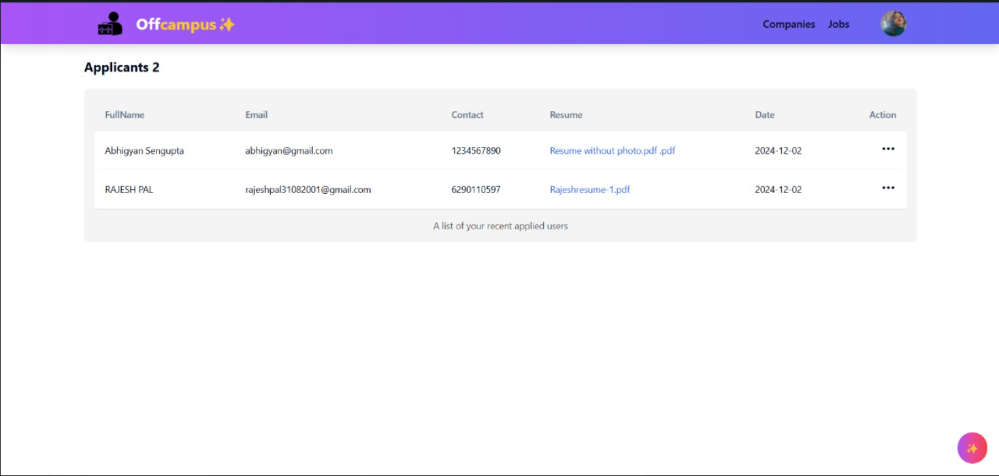 Offcampus✨ Companies Jobs
Applicants 2
FullName Email Contact Resume Date Action
Abhigyan Sengupta abhigyan@gmail.com 1234567890 Resume without photo.pdf .pdf 2024-12-02 •••
RAJESH PAL rajeshpal31082001@gmail.com 6290110597 Rajeshresume-1.pdf 2024-12-02 •••
A list of your recent applied users